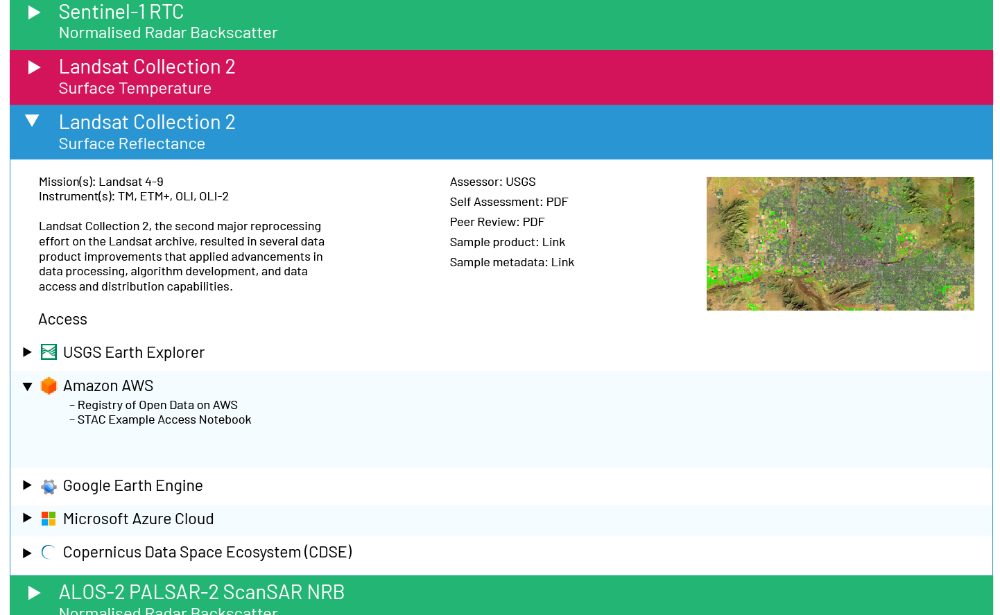 Sentinel-1 RTC
Normalised Radar Backscatter
Landsat Collection 2
Surface Temperature
Landsat Collection 2
Surface Reflectance
Mission(s): Landsat 4-9
Instrument(s): TM, ETM+, OLI, OLI-2
Landsat Collection 2, the second major reprocessing
effort on the Landsat archive, resulted in several data
product improvements that applied advancements in
data processing, algorithm development, and data
access and distribution capabilities.
Assessor: USGS
Self Assessment: PDF
Peer Review: PDF
Sample product: Link
Sample metadata: Link
Access
USGS Earth Explorer
Amazon AWS
– Registry of Open Data on AWS
– STAC Example Access Notebook
Google Earth Engine
Microsoft Azure Cloud
Copernicus Data Space Ecosystem (CDSE)
ALOS-2 PALSAR-2 ScanSAR NRB
Normalised Radar Backscatter